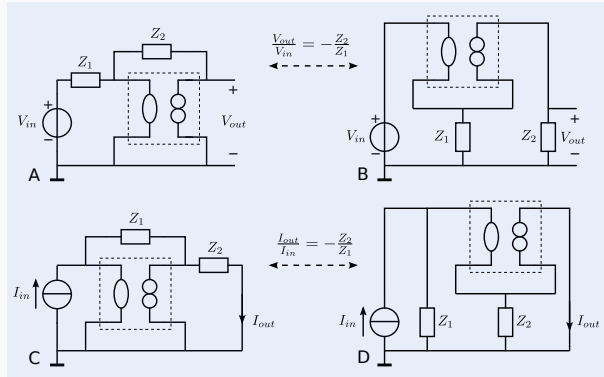 Z2
Z1
Vin
+
−
+
Vout
−
A
Vout/Vin = −Z2/Z1
Vin
+
−
Z1
Z2
+
Vout
−
B
Z1
Z2
Iin
Iout
C
Iout/Iin = −Z2/Z1
Iin
Z1
Z2
Iout
D